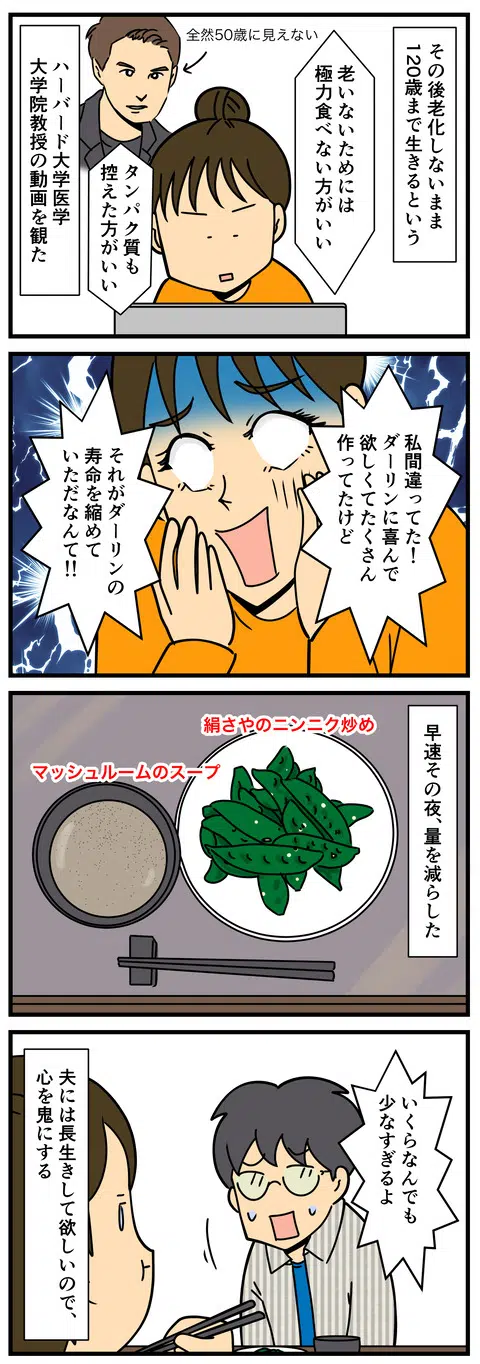 その後老化しないまま
120歳まで生きるという
ハーバード大学医学
大学院教授の動画を観た
全然50歳に見えない
老いないためには
極力食べない方がいい
タンパク質も
控えた方がいい
私間違ってた！
ダーリンに喜んで
欲しくてたくさん
作ってたけど
それがダーリンの
寿命を縮めて
いただなんて!!
早速その夜、量を減らした
絹さやのニンニク炒め
マッシュルームのスープ
いくらなんでも
少なすぎるよ
夫には長生きして欲しいので、
心を鬼にする